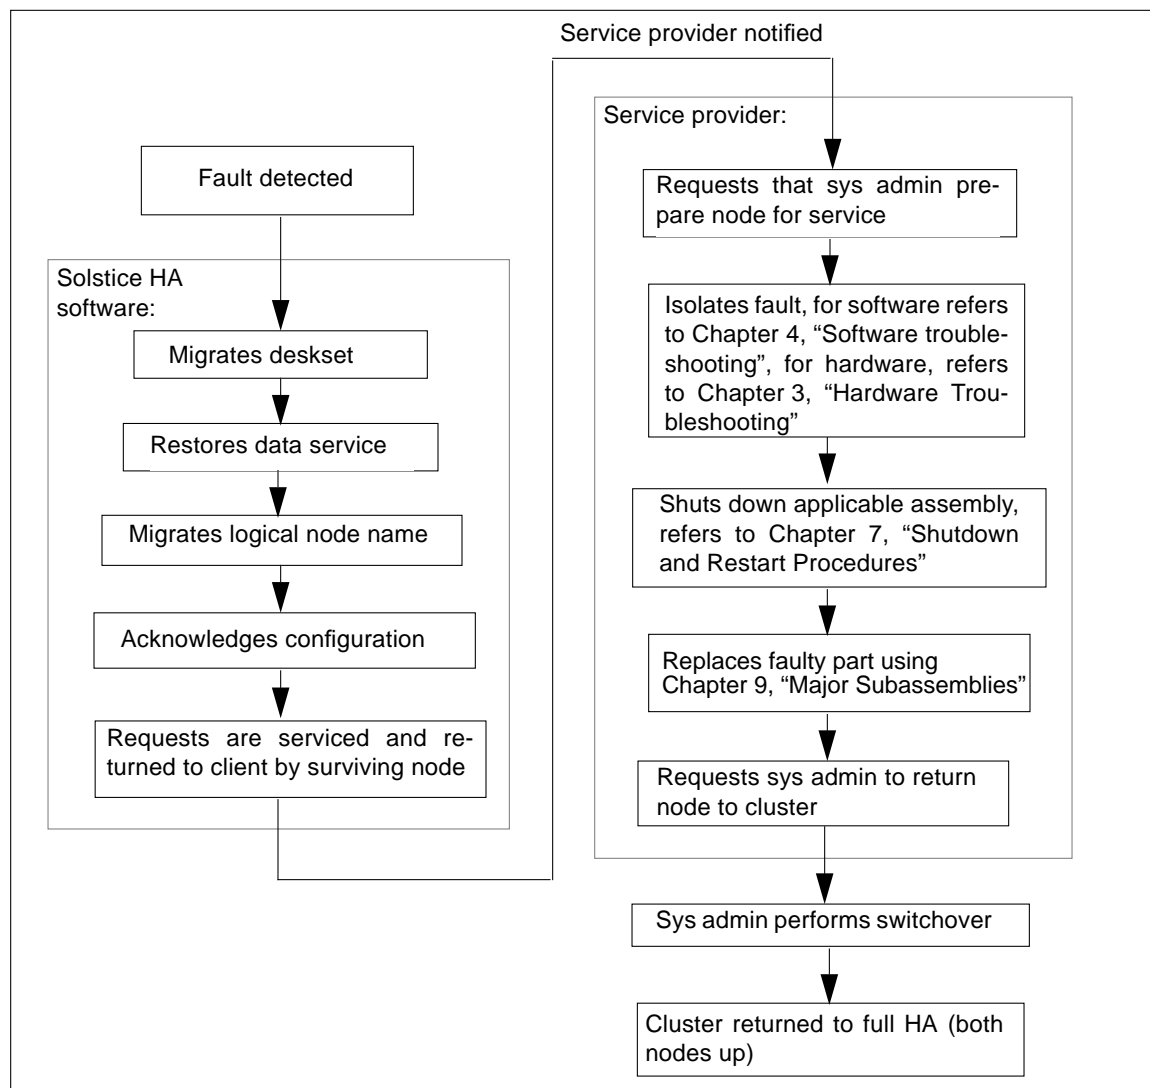 Service provider notified
Fault detected
Solstice HA
software:
Migrates deskset
Restores data service
Migrates logical node name
Acknowledges configuration
Requests are serviced and re-
turned to client by surviving node
Service provider:
Requests that sys admin pre-
pare node for service
Isolates fault, for software refers
to Chapter 4, “Software trouble-
shooting”, for hardware, refers
to Chapter 3, “Hardware Trou-
bleshooting”
Shuts down applicable assembly,
refers to Chapter 7, “Shutdown
and Restart Procedures”
Replaces faulty part using
Chapter 9, “Major Subassemblies”
Requests sys admin to return
node to cluster
Sys admin performs switchover
Cluster returned to full HA (both
nodes up)